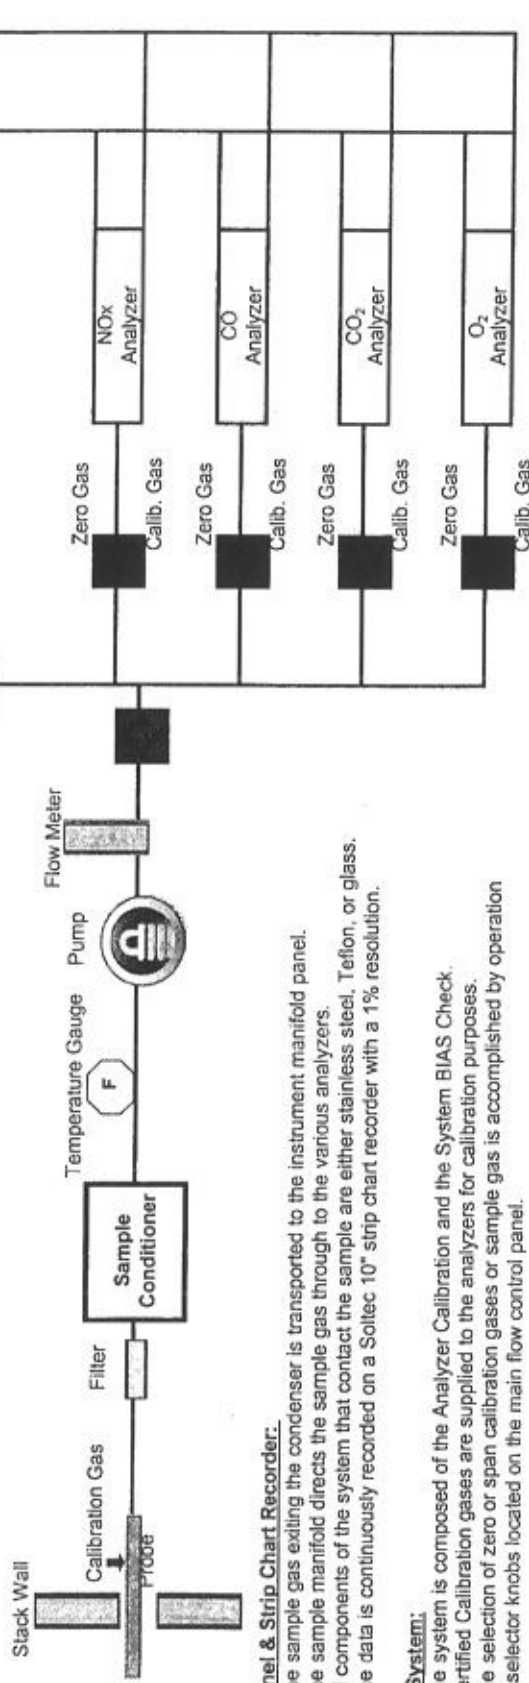 Stack Wall
Calibration Gas
Probe
Filter
Sample
Conditioner
Temperature Gauge
F
Pump
Flow Meter
Zero Gas
Calib. Gas
NOx
Analyzer
Zero Gas
Calib. Gas
CO
Analyzer
Zero Gas
Calib. Gas
CO₂
Analyzer
Zero Gas
Calib. Gas
O₂
Analyzer
nel & Strip Chart Recorder:
he sample gas exiting the condenser is transported to the instrument manifold panel.
he sample manifold directs the sample gas through to the various analyzers.
l components of the system that contact the sample are either stainless steel, Teflon, or glass.
he data is continuously recorded on a Soltec 10" strip chart recorder with a 1% resolution.
System:
e system is composed of the Analyzer Calibration and the System BIAS Check.
ertified Calibration gases are supplied to the analyzers for calibration purposes.
e selection of zero or span calibration gases or sample gas is accomplished by operation
selector knobs located on the main flow control panel.